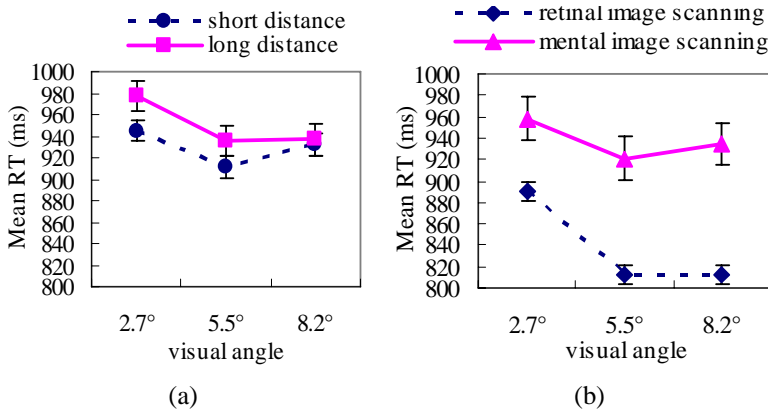 short distance
long distance
Mean RT (ms)
1000
980
960
940
920
900
880
860
840
820
800
2.7° 5.5° 8.2°
visual angle
(a)
retinal image scanning
mental image scanning
Mean RT (ms)
1000
980
960
940
920
900
880
860
840
820
800
2.7° 5.5° 8.2°
visual angle
(b)